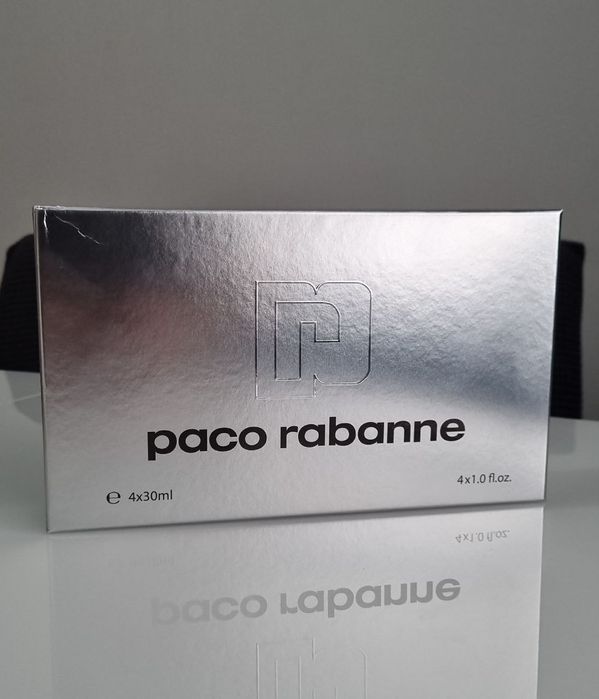 paco rabanne
℮ 4x30ml
4x1.0 fl.oz.